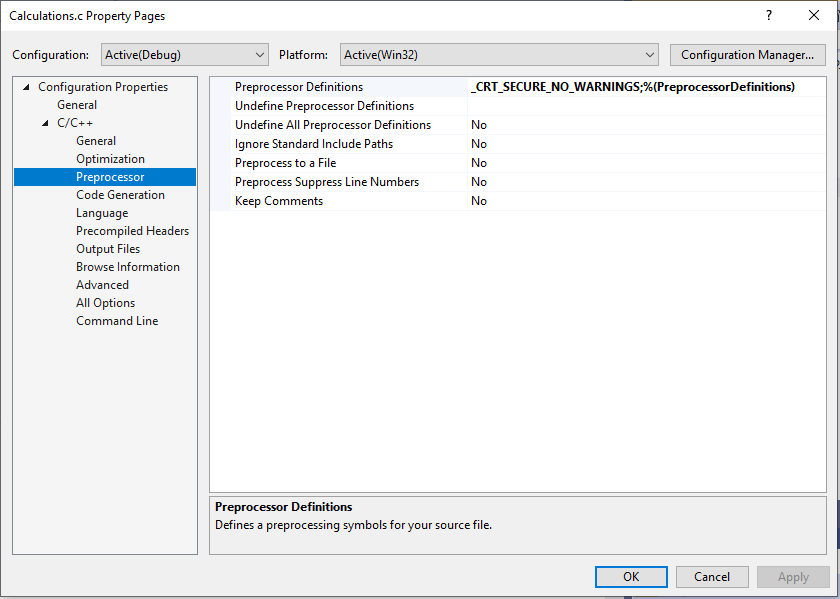 Calculations.c Property Pages
?
Configuration: Active(Debug) Platform: Active(Win32) Configuration Manager...
Configuration Properties
General
C/C++
General
Optimization
Preprocessor
Code Generation
Language
Precompiled Headers
Output Files
Browse Information
Advanced
All Options
Command Line
Preprocessor Definitions _CRT_SECURE_NO_WARNINGS;%(PreprocessorDefinitions)
Undefine Preprocessor Definitions
Undefine All Preprocessor Definitions No
Ignore Standard Include Paths No
Preprocess to a File No
Preprocess Suppress Line Numbers No
Keep Comments No
Preprocessor Definitions
Defines a preprocessing symbols for your source file.
OK Cancel Apply